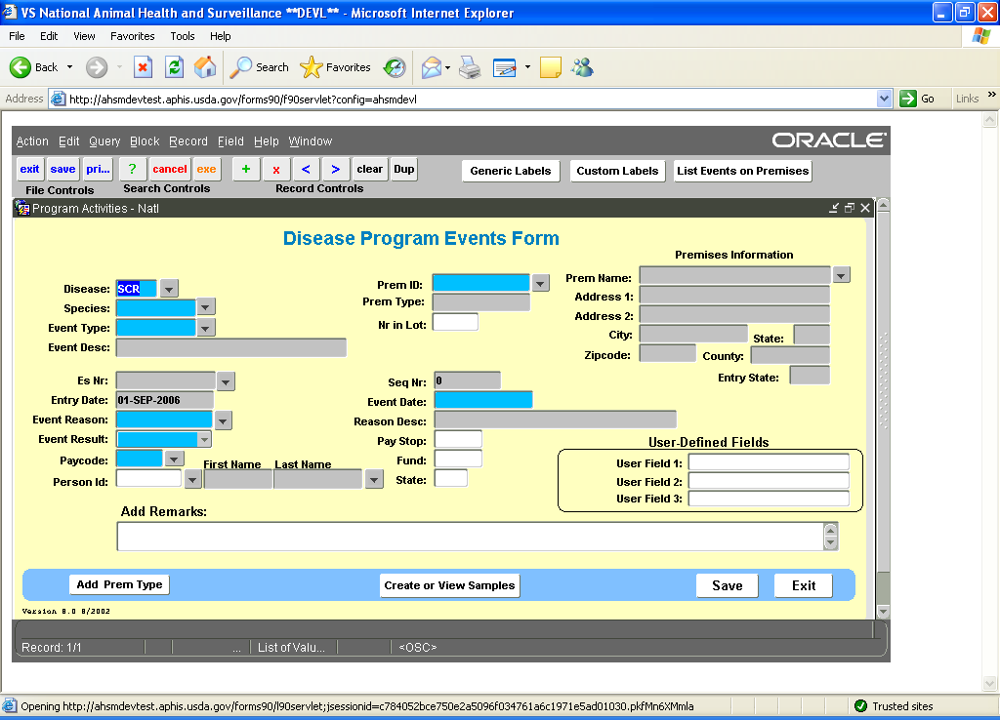 VS National Animal Health and Surveillance **DEVL** - Microsoft Internet Explorer
File Edit View Favorites Tools Help
Back Search Favorites
Address http://ahsmdevtest.aphis.usda.gov/forms90/f90servlet?config=ahsmdevl Go Links »
Action Edit Query Block Record Field Help Window ORACLE
exit save pri... ? cancel exe + x < > clear Dup Generic Labels Custom Labels List Events on Premises
File Controls Search Controls Record Controls
Program Activities - Natl
Disease Program Events Form
Premises Information
Disease: SCR Prem ID: Prem Name:
Species: Prem Type: Address 1:
Event Type: Nr in Lot: Address 2:
Event Desc: City: State:
Zipcode: County:
Entry State:
Es Nr: Seq Nr: 0
Entry Date: 01-SEP-2006 Event Date:
Event Reason: Reason Desc:
Event Result: Pay Stop: User-Defined Fields
Paycode: First Name Last Name Fund: User Field 1:
Person Id: State: User Field 2:
User Field 3:
Add Remarks:
Add Prem Type Create or View Samples Save Exit
Version 8.0 8/2002
Record: 1/1 ... List of Valu... <OSC>
Opening http://ahsmdevtest.aphis.usda.gov/forms90/l90servlet;jsessionid=c784052bce750e2a5096f034761a6c1971e5ad01030.pkfMn6XMmla Trusted sites